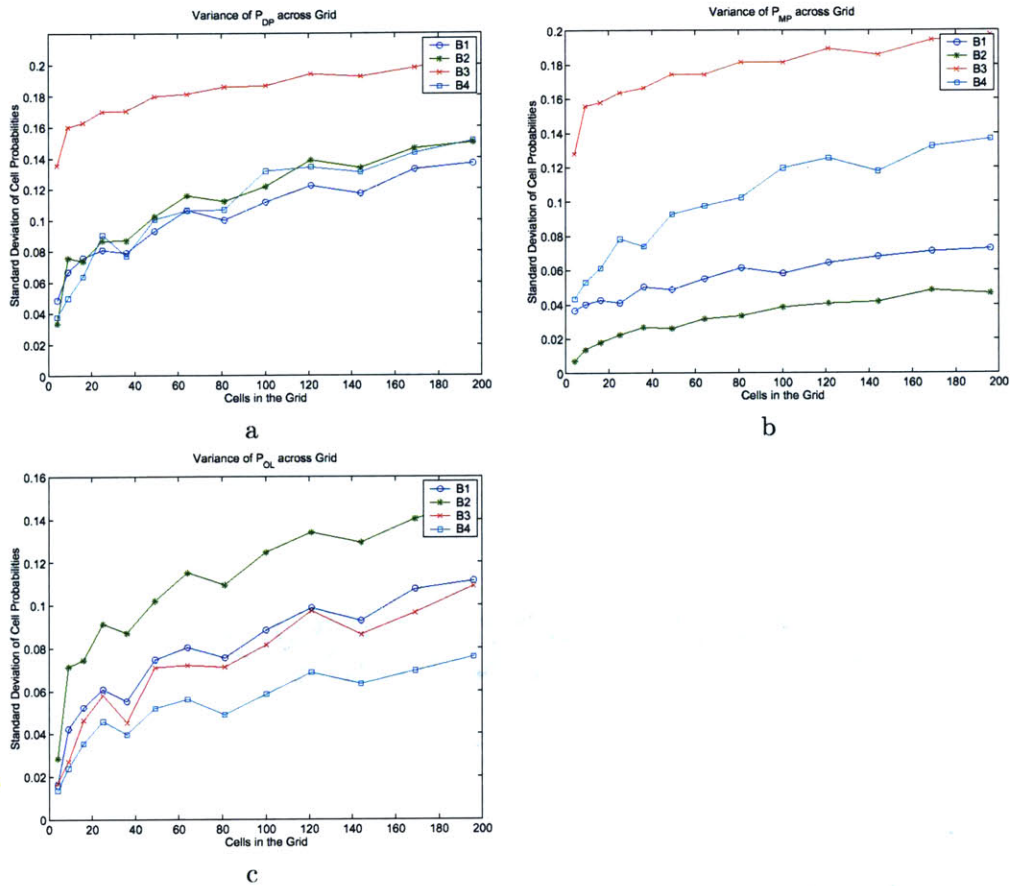 Variance of P_DP across Grid
Standard Deviation of Cell Probabilities
0.2
0.18
0.16
0.14
0.12
0.1
0.08
0.06
0.04
0.02
0
B1
B2
B3
B4
0 20 40 60 80 100 120 140 160 180 200
Cells in the Grid
a
Variance of P_MP across Grid
Standard Deviation of Cell Probabilities
0.2
0.18
0.16
0.14
0.12
0.1
0.08
0.06
0.04
0.02
0
B1
B2
B3
B4
0 20 40 60 80 100 120 140 160 180 200
Cells in the Grid
b
Variance of P_OL across Grid
Standard Deviation of Cell Probabilities
0.16
0.14
0.12
0.1
0.08
0.06
0.04
0.02
0
B1
B2
B3
B4
0 20 40 60 80 100 120 140 160 180 200
Cells in the Grid
c